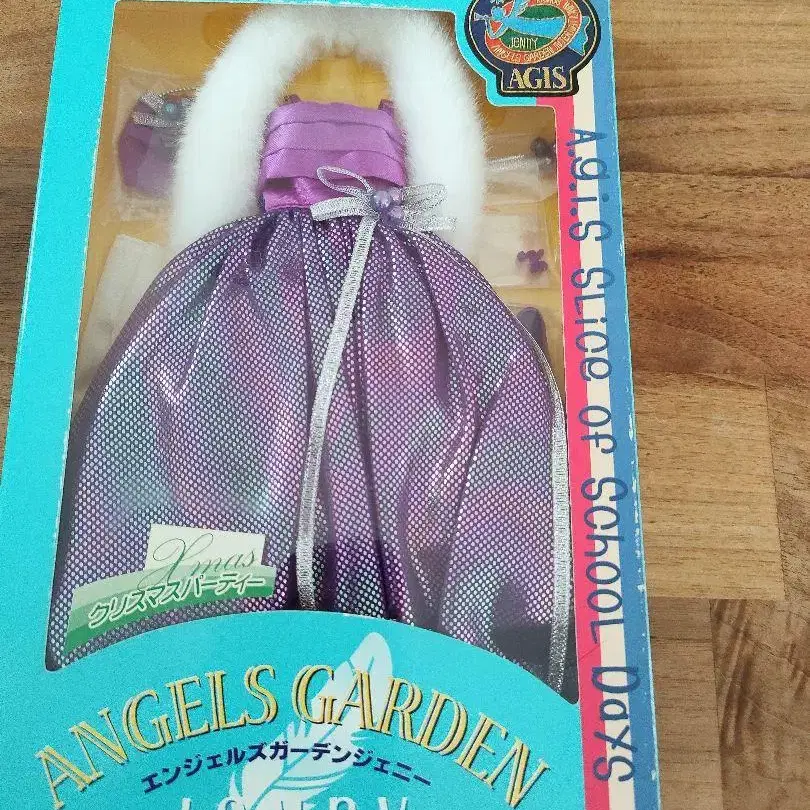 JENNY
AGIS
A.G.I.S SLice OF SCHOOL DAYS
Xmas
クリスマスパーティー
ANGELS GARDEN
エンジェルズガーデンジェニー